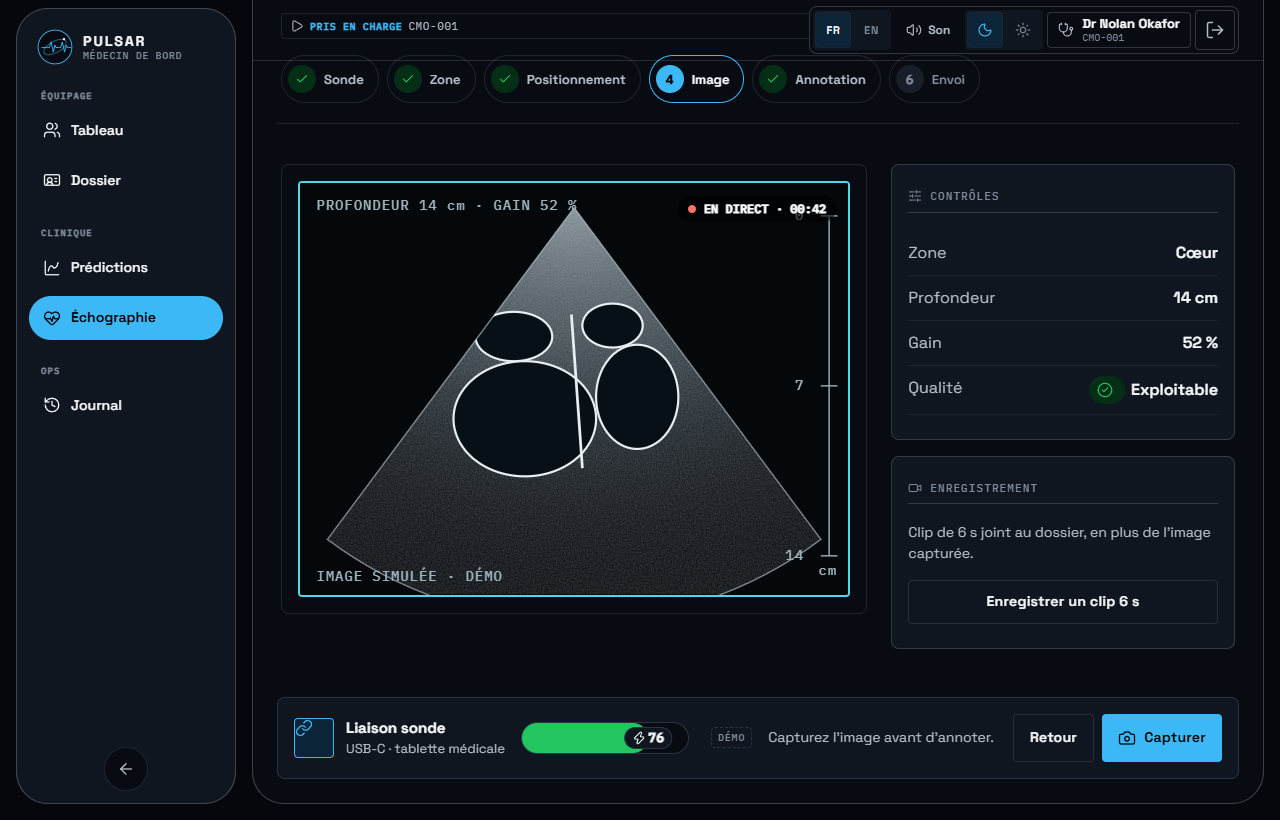 PULSAR
MÉDECIN DE BORD
ÉQUIPAGE
Tableau
Dossier
CLINIQUE
Prédictions
Échographie
OPS
Journal
PRIS EN CHARGE CMO-001
FR EN Son
Dr Nolan Okafor
CMO-001
Sonde
Zone
Positionnement
4 Image
Annotation
6 Envoi
PROFONDEUR 14 cm · GAIN 52 %
EN DIRECT · 00:42
0
7
14
cm
IMAGE SIMULÉE · DÉMO
CONTRÔLES
Zone Cœur
Profondeur 14 cm
Gain 52 %
Qualité Exploitable
ENREGISTREMENT
Clip de 6 s joint au dossier, en plus de l'image
capturée.
Enregistrer un clip 6 s
Liaison sonde
USB-C · tablette médicale
76
DÉMO
Capturez l'image avant d'annoter.
Retour
Capturer